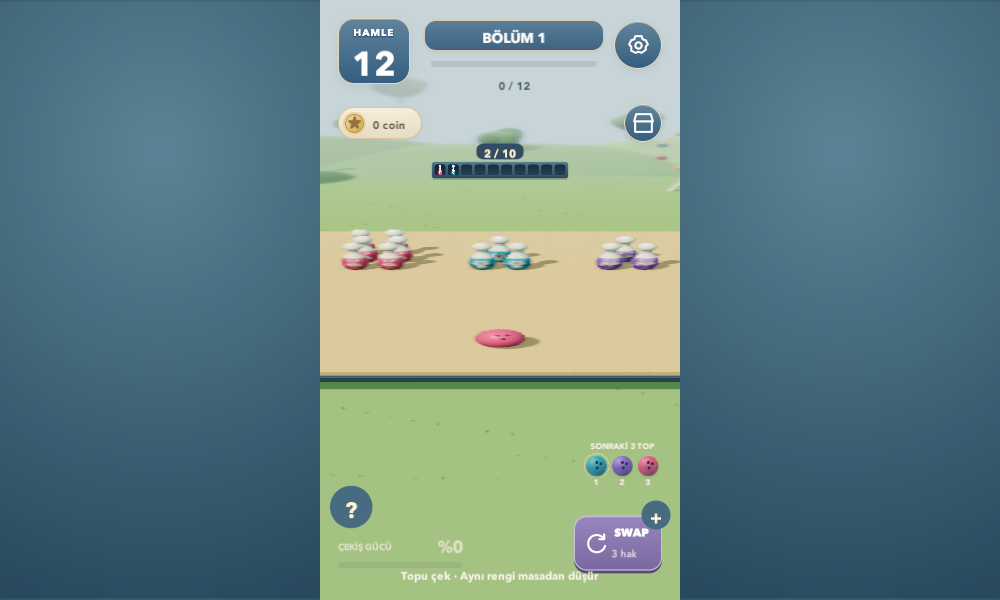 HAMLE
12
BÖLÜM 1
0 / 12
0 coin
2 / 10
SONRAKİ 3 TOP
1 2 3
?
+
SWAP
3 hak
ÇEKİŞ GÜCÜ %0
Topu çek · Aynı rengi masadan düşür